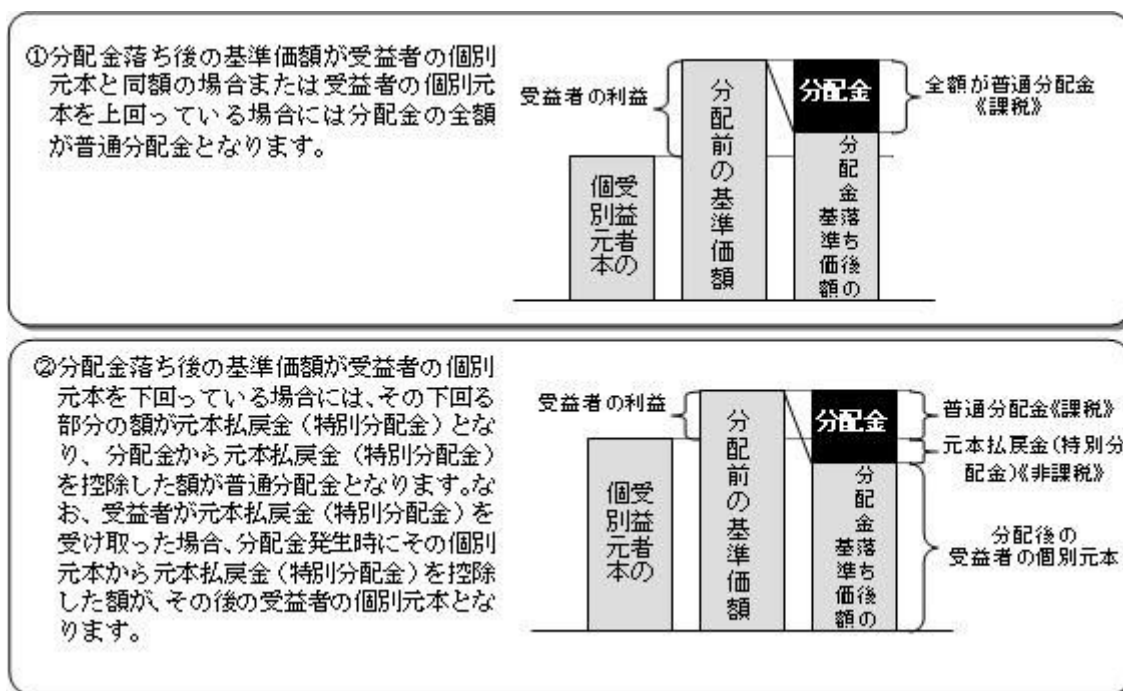 ①分配金落ち後の基準価額が受益者の個別
元本と同額の場合または受益者の個別元
本を上回っている場合には分配金の全額
が普通分配金となります。
受益者の利益
受益者の
個別元本
分配前の基準価額
分配金
分配金落ち後の
基準価額
全額が普通分配金
《課税》
②分配金落ち後の基準価額が受益者の個別
元本を下回っている場合には、その下回る
部分の額が元本払戻金(特別分配金)とな
り、分配金から元本払戻金(特別分配金)
を控除した額が普通分配金となります。な
お、受益者が元本払戻金(特別分配金)を
受け取った場合、分配金発生時にその個別
元本から元本払戻金(特別分配金)を控除
した額が、その後の受益者の個別元本とな
ります。
受益者の利益
受益者の
個別元本
分配前の基準価額
分配金
分配金落ち後の
基準価額
普通分配金《課税》
元本払戻金(特別分
配金)《非課税》
分配後の
受益者の個別元本